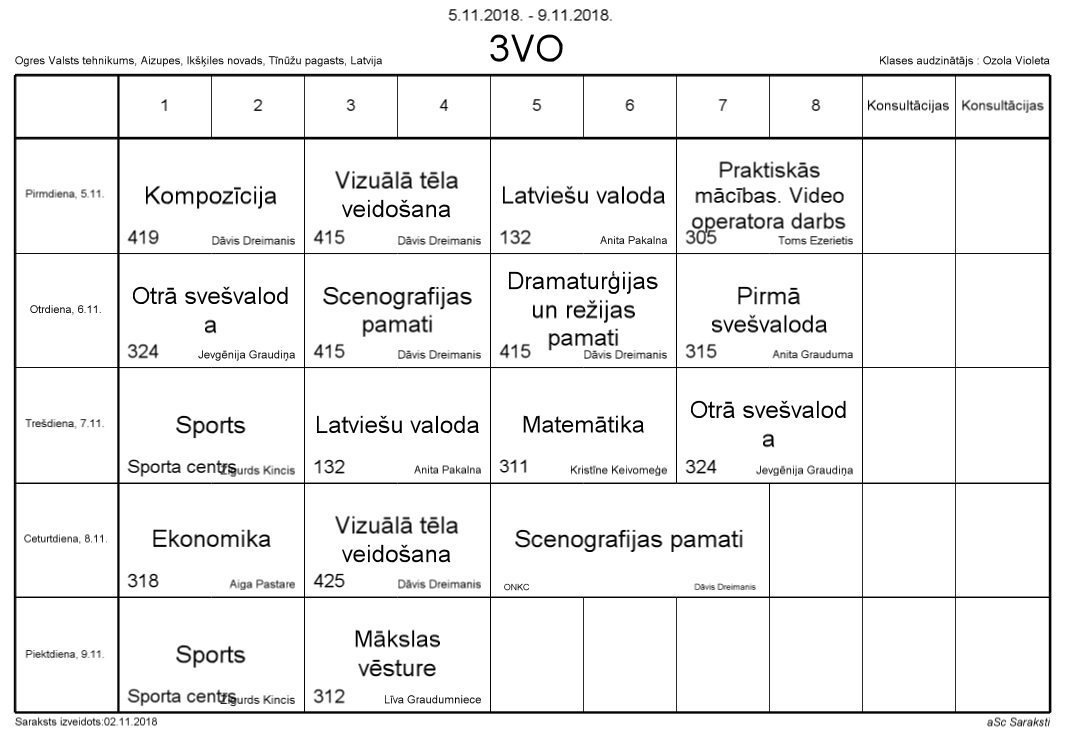 5.11.2018. - 9.11.2018.
3VO
Ogres Valsts tehnikums, Aizupes, Ikšķiles novads, Tīnūžu pagasts, Latvija
Klases audzinātājs : Ozola Violeta
1 2 3 4 5 6 7 8 Konsultācijas Konsultācijas
Pirmdiena, 5.11.
Kompozīcija
419 Dāvis Dreimanis
Vizuālā tēla
veidošana
415 Dāvis Dreimanis
Latviešu valoda
132 Anita Pakalna
Praktiskās
mācības. Video
operatora darbs
305 Toms Ezerietis
Otrdiena, 6.11.
Otrā svešvalod
a
324 Jevgēnija Graudiņa
Scenografijas
pamati
415 Dāvis Dreimanis
Dramaturģijas
un režijas
pamati
415 Dāvis Dreimanis
Pirmā
svešvaloda
315 Anita Grauduma
Trešdiena, 7.11.
Sports
Sporta centrs Zigurds Kincis
Latviešu valoda
132 Anita Pakalna
Matemātika
311 Kristīne Keivomeģe
Otrā svešvalod
a
324 Jevgēnija Graudiņa
Ceturtdiena, 8.11.
Ekonomika
318 Aiga Pastare
Vizuālā tēla
veidošana
425 Dāvis Dreimanis
Scenografijas pamati
ONKC Dāvis Dreimanis
Piektdiena, 9.11.
Sports
Sporta centrs Zigurds Kincis
Mākslas
vēsture
312 Līva Graudumniece
Saraksts izveidots:02.11.2018
aSc Saraksti